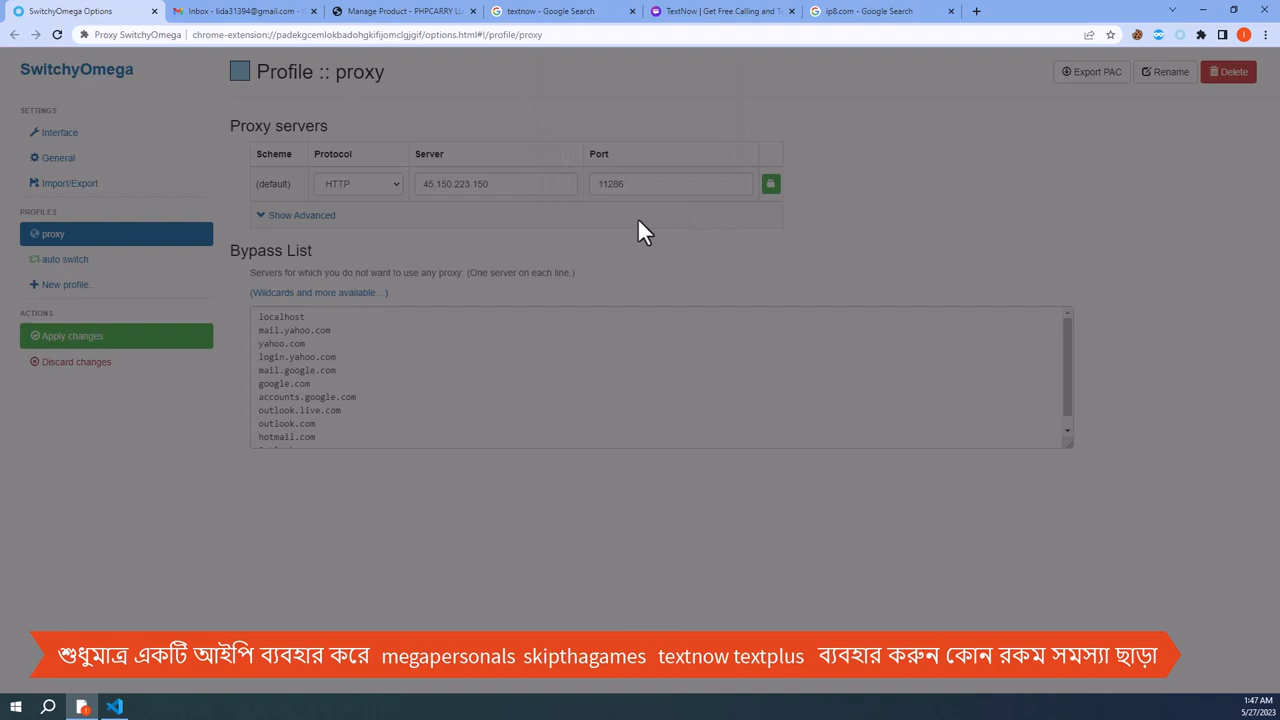 SwitchyOmega Options
Inbox - lida31394@gmail.com - G
Manage Product - PHPCARRY LL
textnow - Google Search
TextNow | Get Free Calling and Te
ip8.com - Google Search
Proxy SwitchyOmega | chrome-extension://padekgcemlokbadohgkifijomclgjgif/options.html#!/profile/proxy
SwitchyOmega
Profile :: proxy
Export PAC
Rename
Delete
SETTINGS
Interface
General
Import/Export
PROFILES
proxy
auto switch
New profile…
ACTIONS
Apply changes
Discard changes
Proxy servers
Scheme Protocol Server Port
(default) HTTP 45.150.223.150 11286
Show Advanced
Bypass List
Servers for which you do not want to use any proxy: (One server on each line.)
(Wildcards and more available…)
localhost
mail.yahoo.com
yahoo.com
login.yahoo.com
mail.google.com
google.com
accounts.google.com
outlook.live.com
outlook.com
hotmail.com
শুধুমাত্র একটি আইপি ব্যবহার করে megapersonals skipthagames textnow textplus ব্যবহার করুন কোন রকম সমস্যা ছাড়া
1:47 AM
5/27/2023